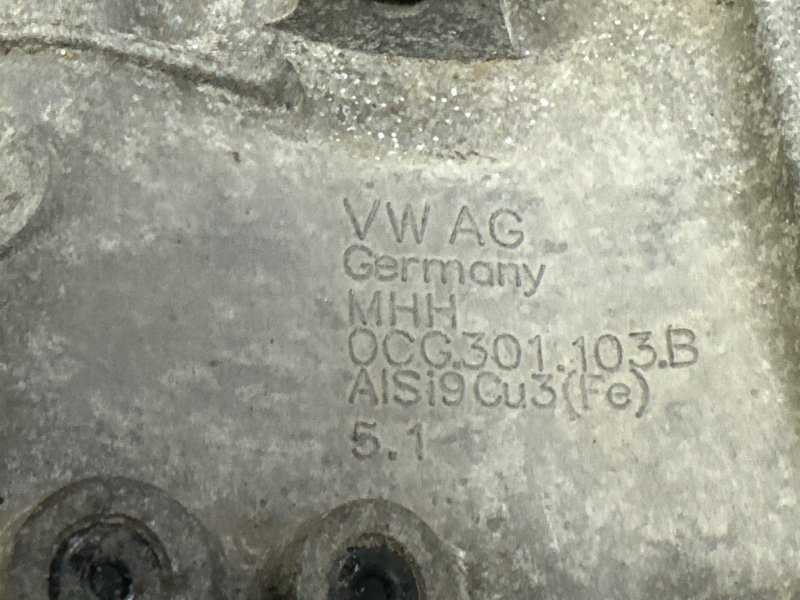 VW AG
Germany
MHH
0CG.301.103.B
AlSi9Cu3(Fe)
5.1